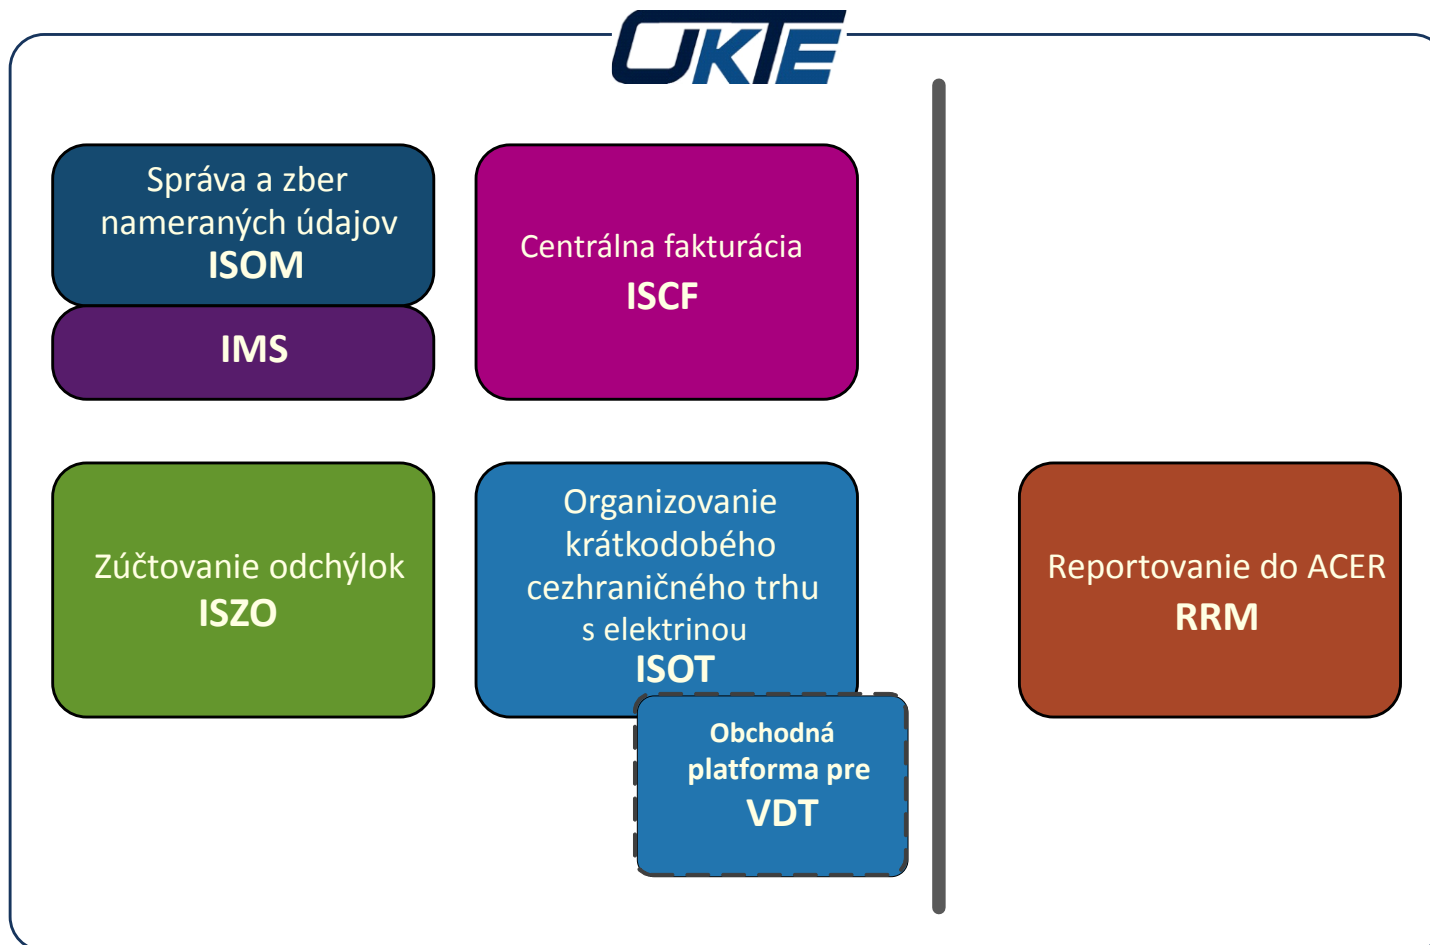 OKTE
Správa a zber
nameraných údajov
ISOM
IMS
Centrálna fakturácia
ISCF
Zúčtovanie odchýlok
ISZO
Organizovanie
krátkodobého
cezhraničného trhu
s elektrinou
ISOT
Obchodná
platforma pre
VDT
Reportovanie do ACER
RRM